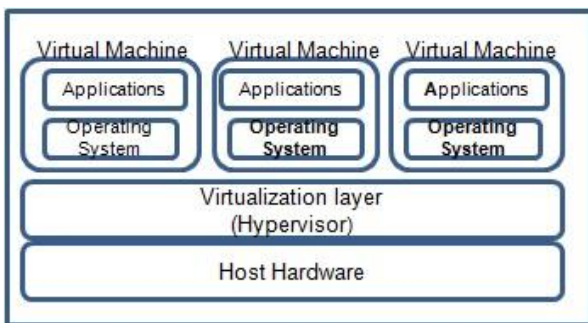 Virtual Machine Virtual Machine Virtual Machine
Applications Applications Applications
Operating Operating Operating
System System System
Virtualization layer
(Hypervisor)
Host Hardware